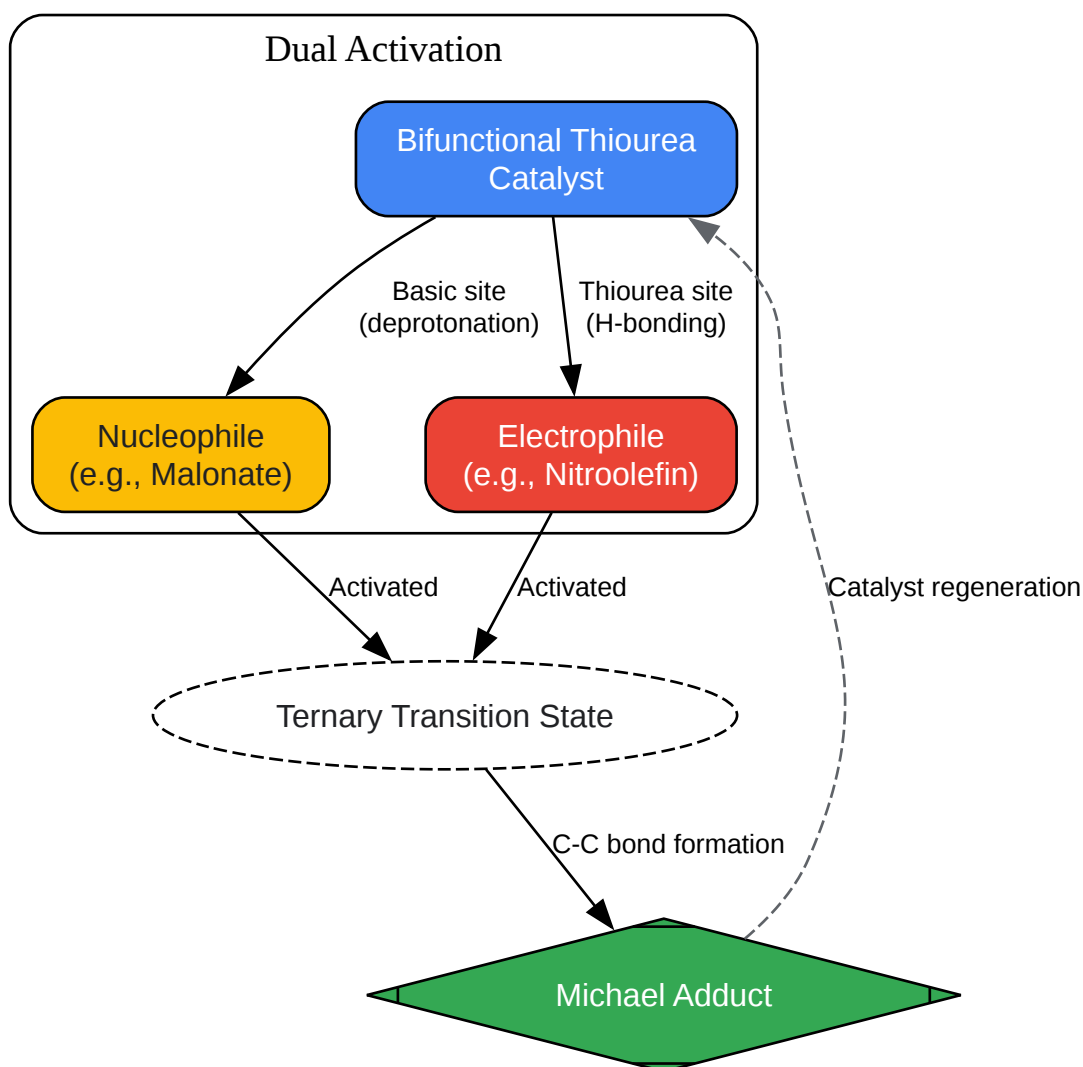 Dual Activation
Bifunctional Thiourea
Catalyst
Basic site
(deprotonation)
Thiourea site
(H-bonding)
Nucleophile
(e.g., Malonate)
Electrophile
(e.g., Nitroolefin)
Activated
Activated
Catalyst regeneration
Ternary Transition State
C-C bond formation
Michael Adduct